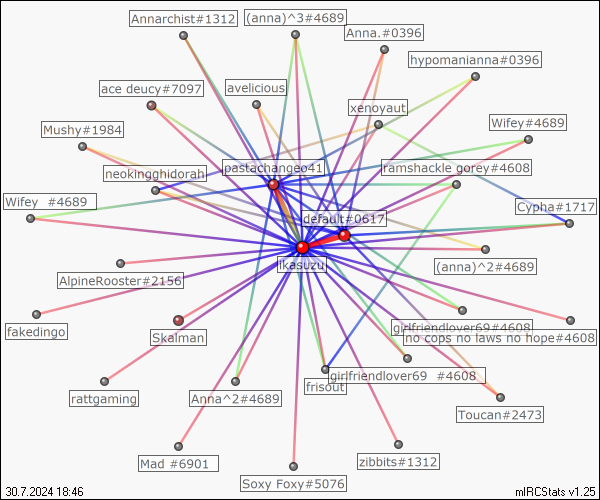 Annarchist#1312
(anna)^3#4689
Anna.#0396
hypomanianna#0396
ace deucy#7097
avelicious
xenoyaut
Mushy#1984
Wifey#4689
neokingghidorah
pastachangeo41
ramshackle gorey#4608
Wifey  #4689
default#0617
Cypha#1717
Ikasuzu
(anna)^2#4689
AlpineRooster#2156
fakedingo
Skalman
girlfriendlover69#4608
no cops no laws no hope#4608
girlfriendlover69  #4608
frisout
rattgaming
Anna^2#4689
Toucan#2473
Mad #6901
zibbits#1312
Soxy Foxy#5076
30.7.2024 18:46
mIRCStats v1.25